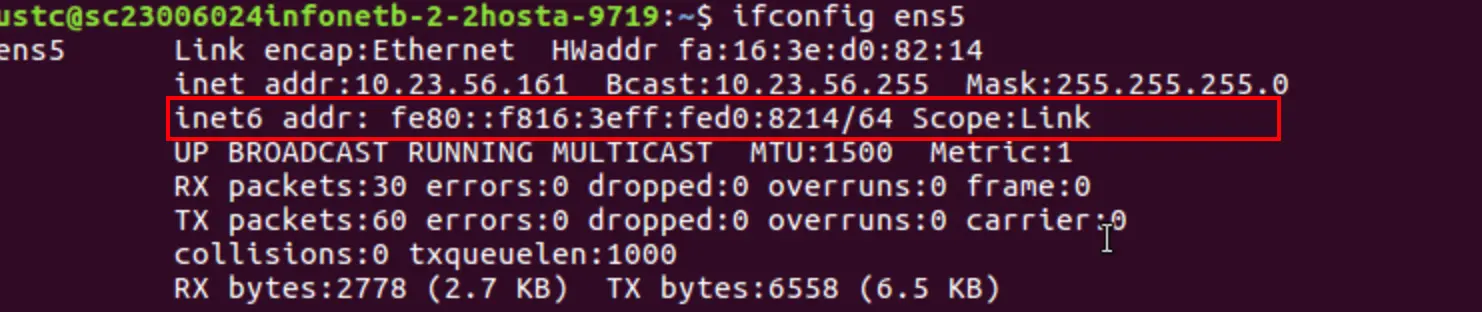 ustc@sc23006024infonetb-2-2hosta-9719:~$ ifconfig ens5
ens5      Link encap:Ethernet  HWaddr fa:16:3e:d0:82:14
          inet addr:10.23.56.161  Bcast:10.23.56.255  Mask:255.255.255.0
          inet6 addr: fe80::f816:3eff:fed0:8214/64 Scope:Link
          UP BROADCAST RUNNING MULTICAST  MTU:1500  Metric:1
          RX packets:30 errors:0 dropped:0 overruns:0 frame:0
          TX packets:60 errors:0 dropped:0 overruns:0 carrier:0
          collisions:0 txqueuelen:1000
          RX bytes:2778 (2.7 KB)  TX bytes:6558 (6.5 KB)